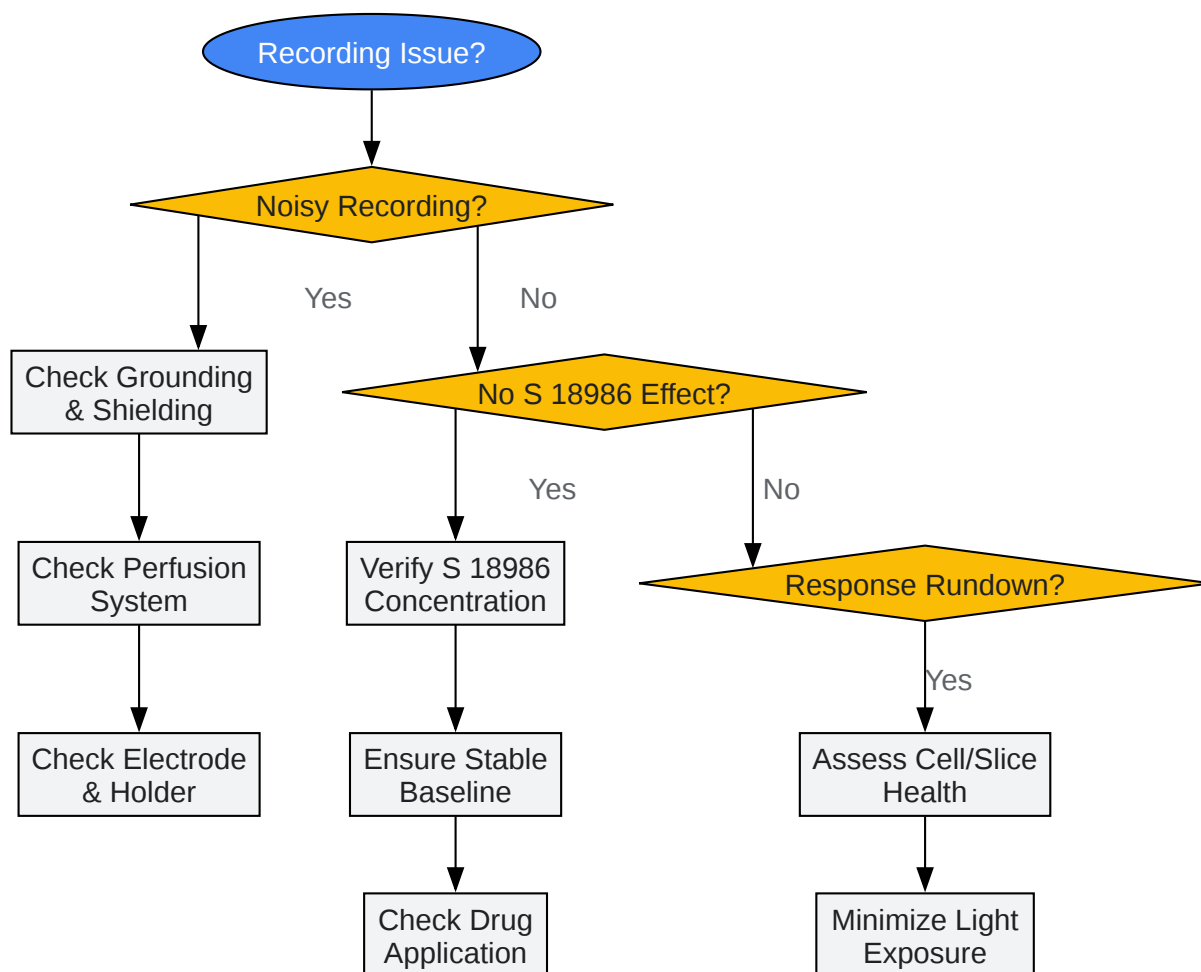 Recording Issue?
Noisy Recording?
Yes
No
Check Grounding
& Shielding
No S 18986 Effect?
Yes
No
Check Perfusion
System
Verify S 18986
Concentration
Response Rundown?
Yes
Check Electrode
& Holder
Ensure Stable
Baseline
Assess Cell/Slice
Health
Check Drug
Application
Minimize Light
Exposure